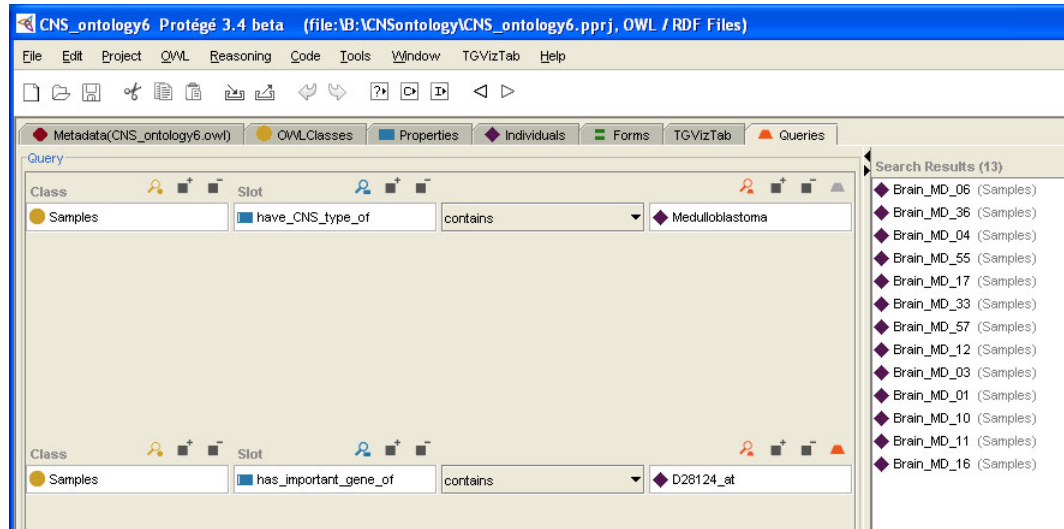 CNS_ontology6 Protégé 3.4 beta (file:\B:\CNSontology\CNS_ontology6.pprj, OWL / RDF Files)
File Edit Project OWL Reasoning Code Tools Window TGVizTab Help
Metadata(CNS_ontology6.owl) OWLClasses Properties Individuals Forms TGVizTab Queries
Query
Class Slot
Samples have_CNS_type_of contains Medulloblastoma
Class Slot
Samples has_important_gene_of contains D28124_at
Search Results (13)
Brain_MD_06 (Samples)
Brain_MD_36 (Samples)
Brain_MD_04 (Samples)
Brain_MD_55 (Samples)
Brain_MD_17 (Samples)
Brain_MD_33 (Samples)
Brain_MD_57 (Samples)
Brain_MD_12 (Samples)
Brain_MD_03 (Samples)
Brain_MD_01 (Samples)
Brain_MD_10 (Samples)
Brain_MD_11 (Samples)
Brain_MD_16 (Samples)